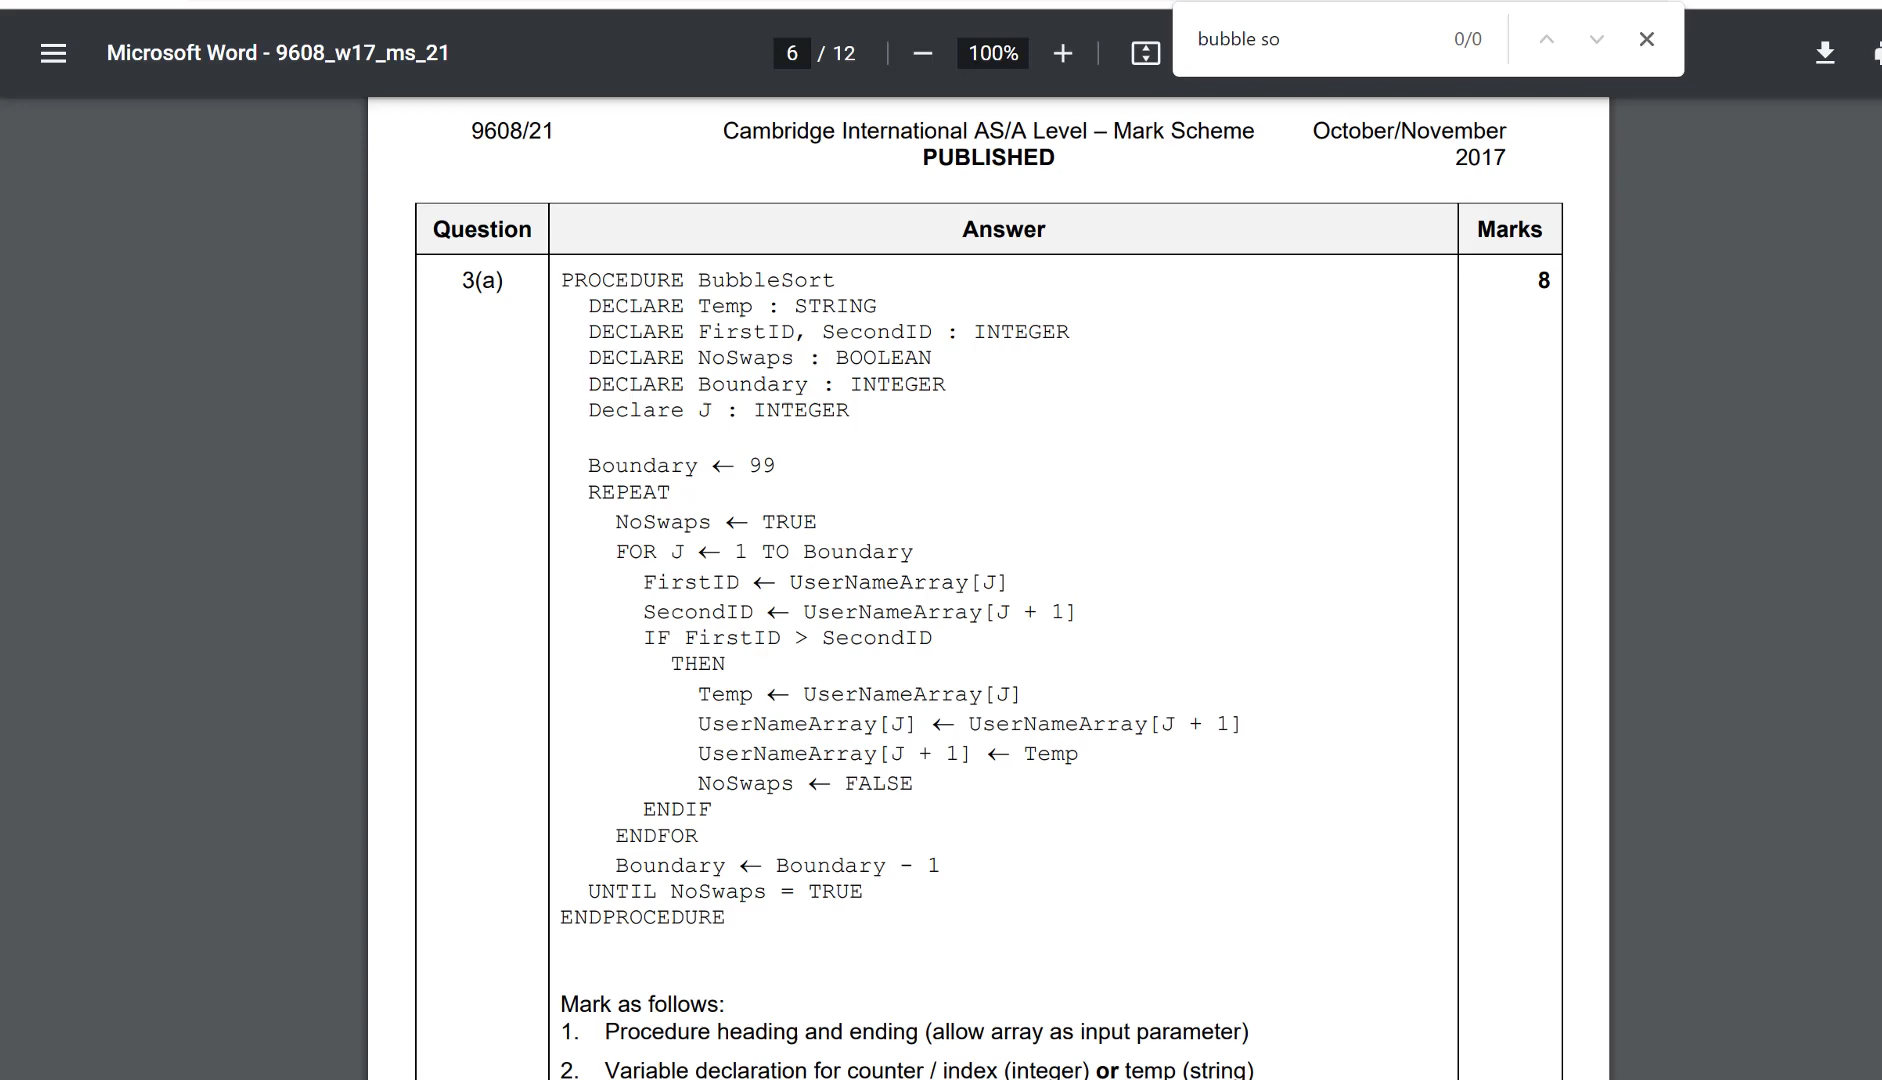 Microsoft Word - 9608_w17_ms_21
6 / 12
100%
bubble so
0/0
9608/21
Cambridge International AS/A Level – Mark Scheme
October/November
PUBLISHED
2017
Question
Answer
Marks
3(a)
8
PROCEDURE BubbleSort
DECLARE Temp : STRING
DECLARE FirstID, SecondID : INTEGER
DECLARE NoSwaps : BOOLEAN
DECLARE Boundary : INTEGER
Declare J : INTEGER
Boundary ← 99
REPEAT
NoSwaps ← TRUE
FOR J ← 1 TO Boundary
FirstID ← UserNameArray[J]
SecondID ← UserNameArray[J + 1]
IF FirstID > SecondID
THEN
Temp ← UserNameArray[J]
UserNameArray[J] ← UserNameArray[J + 1]
UserNameArray[J + 1] ← Temp
NoSwaps ← FALSE
ENDIF
ENDFOR
Boundary ← Boundary - 1
UNTIL NoSwaps = TRUE
ENDPROCEDURE
Mark as follows:
1. Procedure heading and ending (allow array as input parameter)
2. Variable declaration for counter / index (integer) or temp (string)